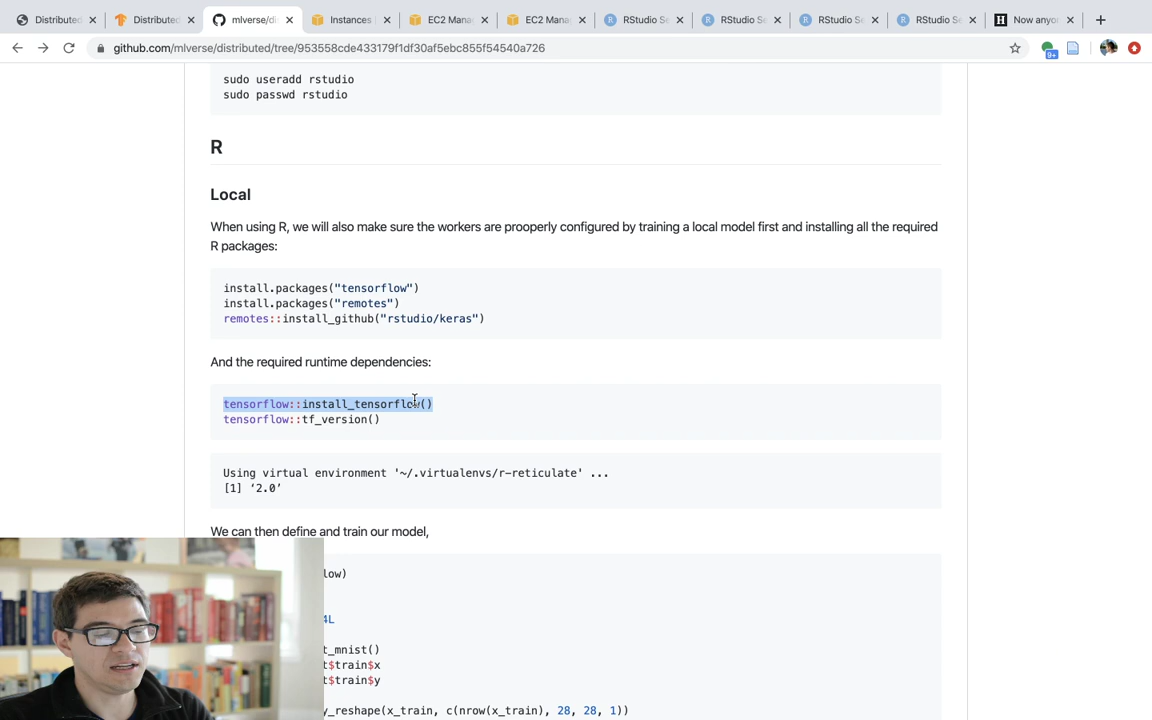 Distributed
Distributed
mlverse/di
Instances
EC2 Mana
EC2 Mana
RStudio Se
RStudio Se
RStudio Se
RStudio Se
Now anyo
github.com/mlverse/distributed/tree/953558cde433179f1df30af5ebc855f54540a726
9+
sudo useradd rstudio
sudo passwd rstudio
R
Local
When using R, we will also make sure the workers are prooperly configured by training a local model first and installing all the required
R packages:
install.packages("tensorflow")
install.packages("remotes")
remotes::install_github("rstudio/keras")
And the required runtime dependencies:
tensorflow::install_tensorflow()
tensorflow::tf_version()
Using virtual environment '~/.virtualenvs/r-reticulate' ...
[1] ‘2.0’
We can then define and train our model,
low)
4L
t_mnist()
t$train$x
t$train$y
y_reshape(x_train, c(nrow(x_train), 28, 28, 1))